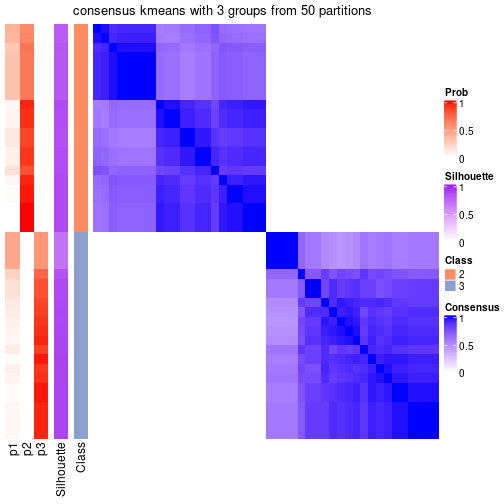 consensus kmeans with 3 groups from 50 partitions
Prob
1
0.5
0
Silhouette
1
0.5
0
Class
2
3
Consensus
1
0.5
0
p1
p2
p3
Silhouette
Class